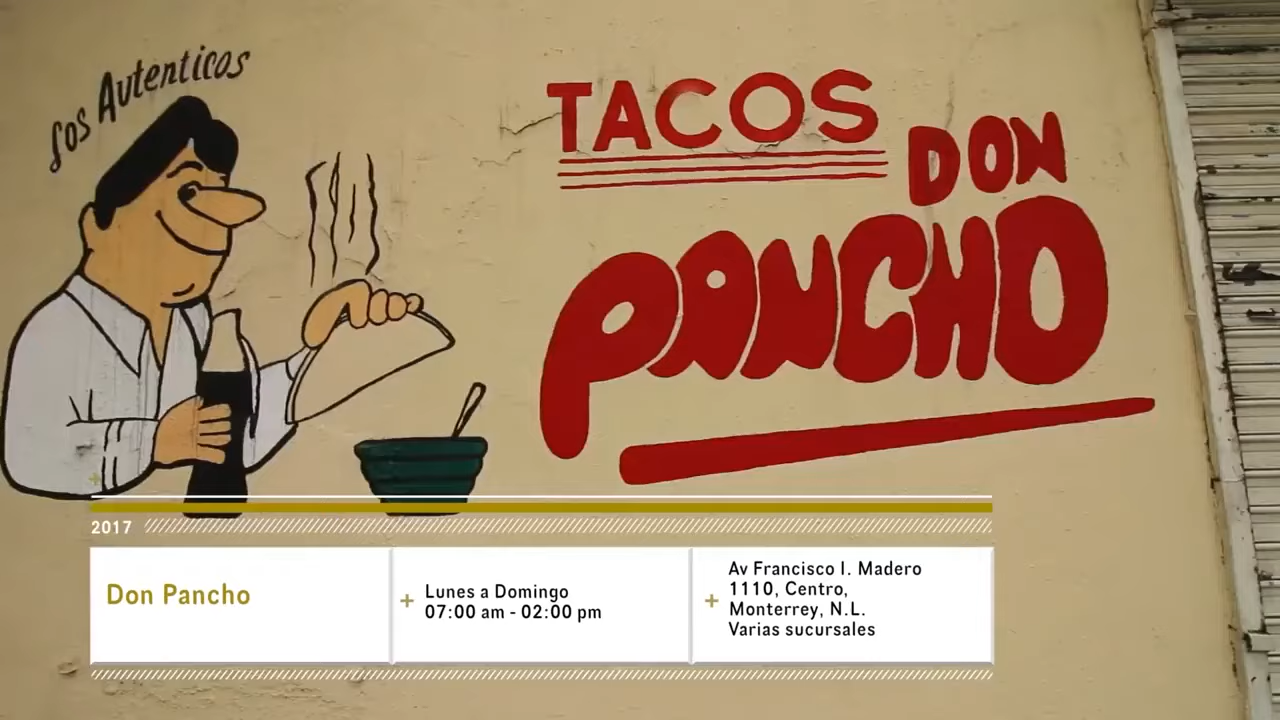 Los Autenticos
TACOS
DON
PANCHO
2017
Don Pancho
+ Lunes a Domingo
07:00 am - 02:00 pm
+ Av Francisco I. Madero
1110, Centro,
Monterrey, N.L.
Varias sucursales